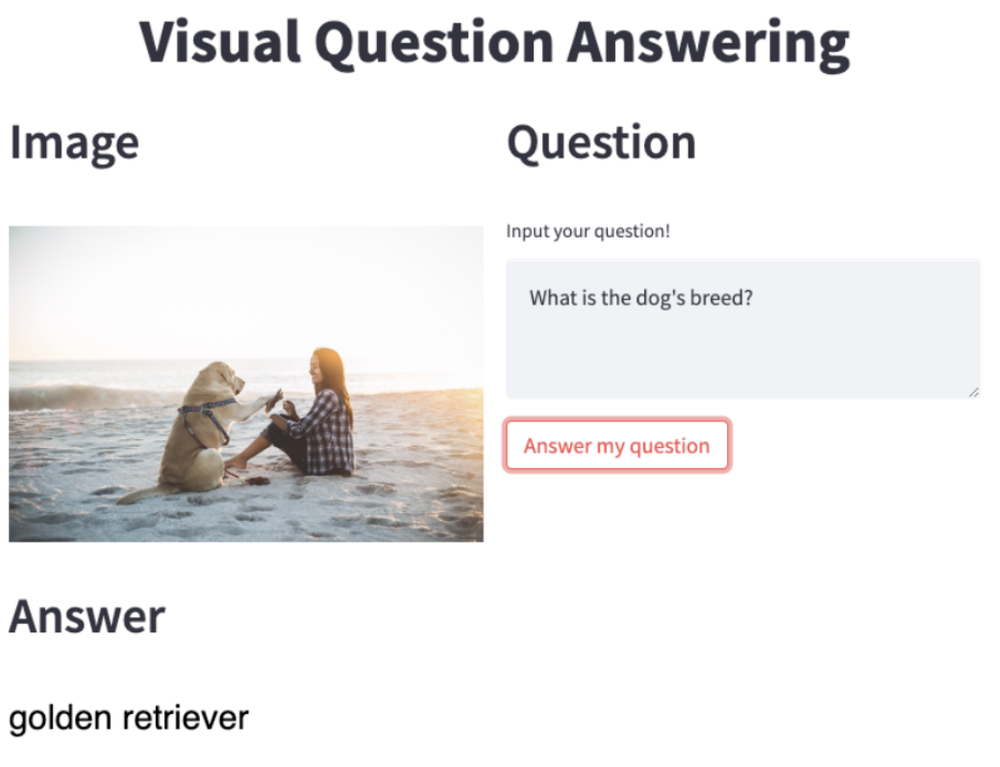 Visual Question Answering
Image
Question
Input your question!
What is the dog's breed?
Answer my question
Answer
golden retriever